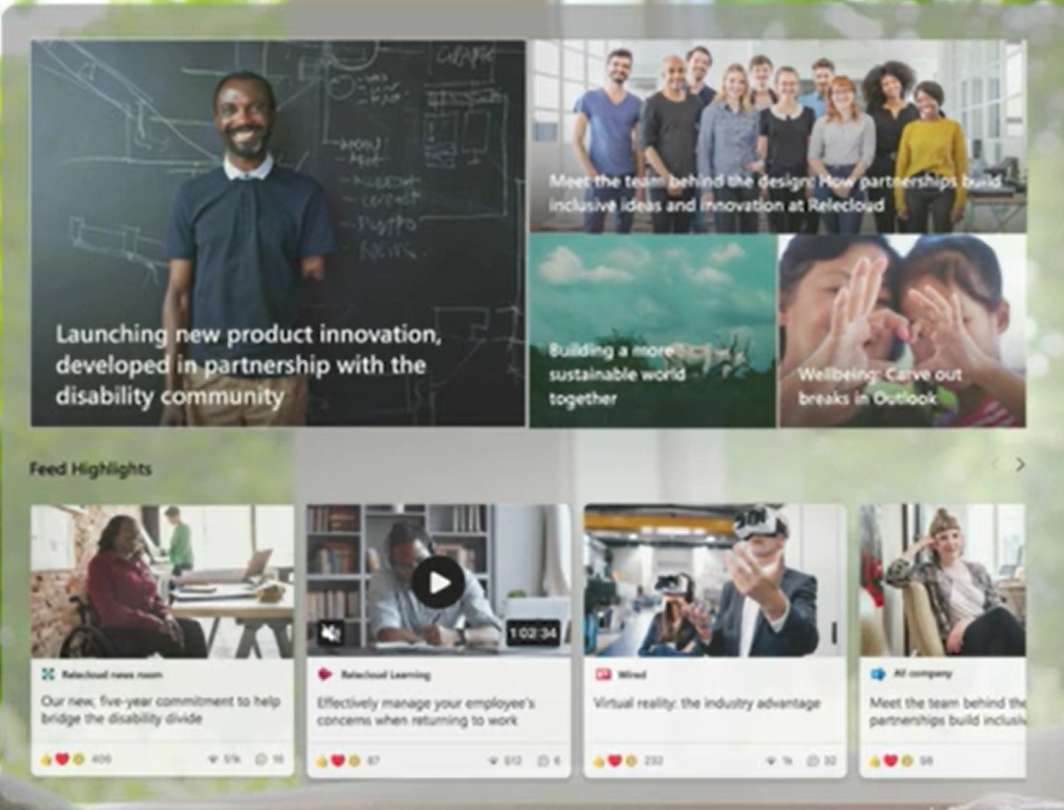 Launching new product innovation,
developed in partnership with the
disability community
Meet the team behind the design: How partnerships build
inclusive ideas and innovation at Relecloud
Building a more
sustainable world
together
Wellbeing: Carve out
breaks in Outlook
Feed Highlights
Relecloud news room
Our new, five-year commitment to help
bridge the disability divide
406
51k
16
1:02:34
Relecloud Learning
Effectively manage your employee's
concerns when returning to work
87
512
6
Wired
Virtual reality: the industry advantage
232
1k
32
All company
Meet the team behind the
partnerships build inclusiv
98